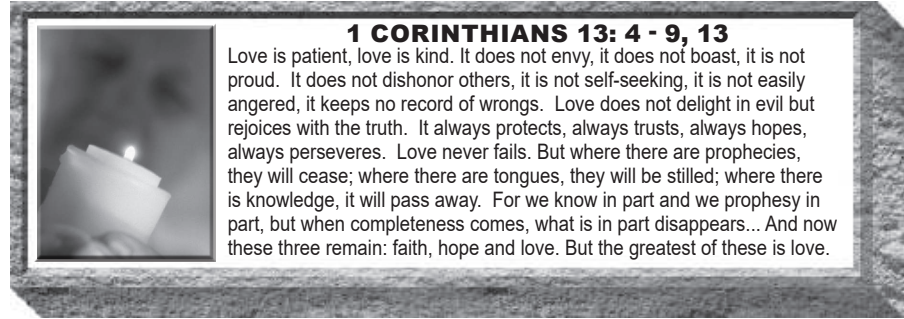 1 CORINTHIANS 13: 4 - 9, 13
Love is patient, love is kind. It does not envy, it does not boast, it is not
proud.  It does not dishonor others, it is not self-seeking, it is not easily
angered, it keeps no record of wrongs.  Love does not delight in evil but
rejoices with the truth.  It always protects, always trusts, always hopes,
always perseveres.  Love never fails. But where there are prophecies,
they will cease; where there are tongues, they will be stilled; where there
is knowledge, it will pass away.  For we know in part and we prophesy in
part, but when completeness comes, what is in part disappears... And now
these three remain: faith, hope and love. But the greatest of these is love.